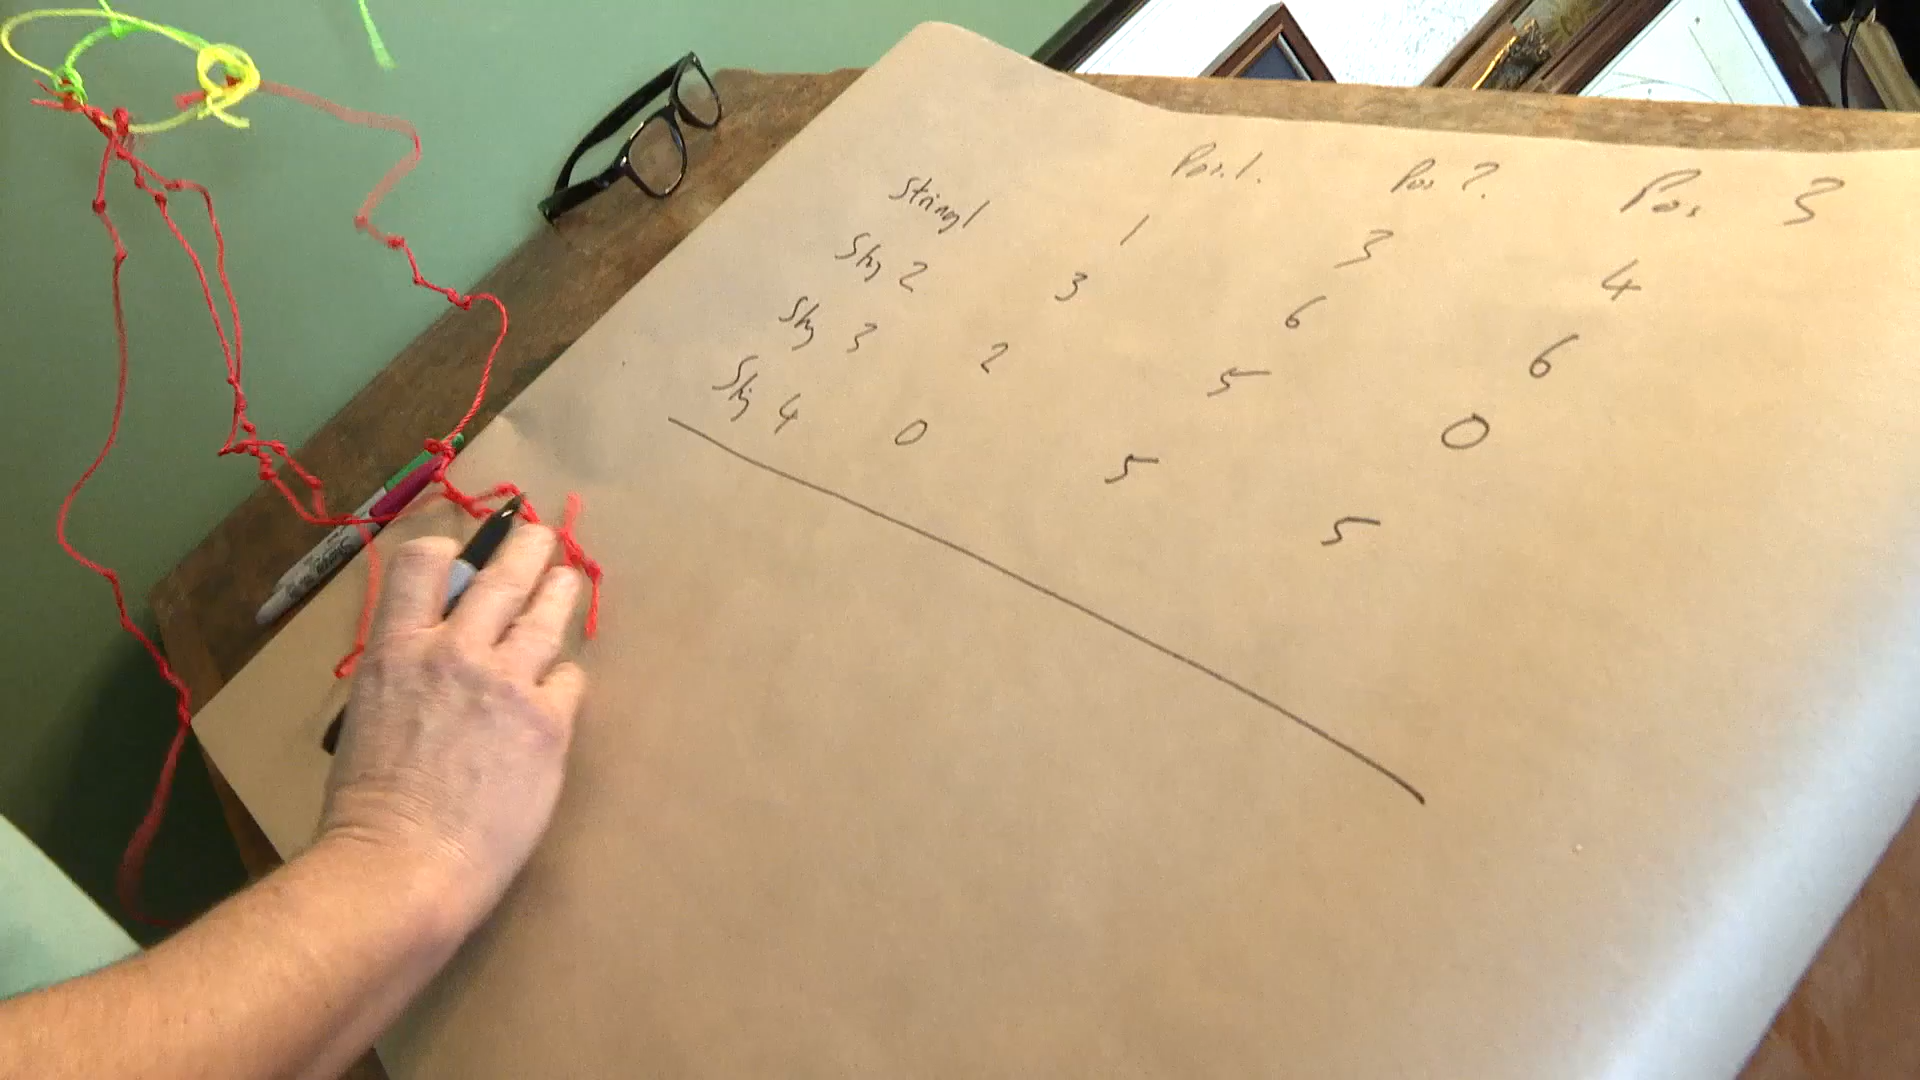 Pos.1. Pos 2. Pos 3
String 1 1 3 4
Stg 2 3 6 6
Stg 3 2 5 0
Stg 4 0 5 5
Sharpie